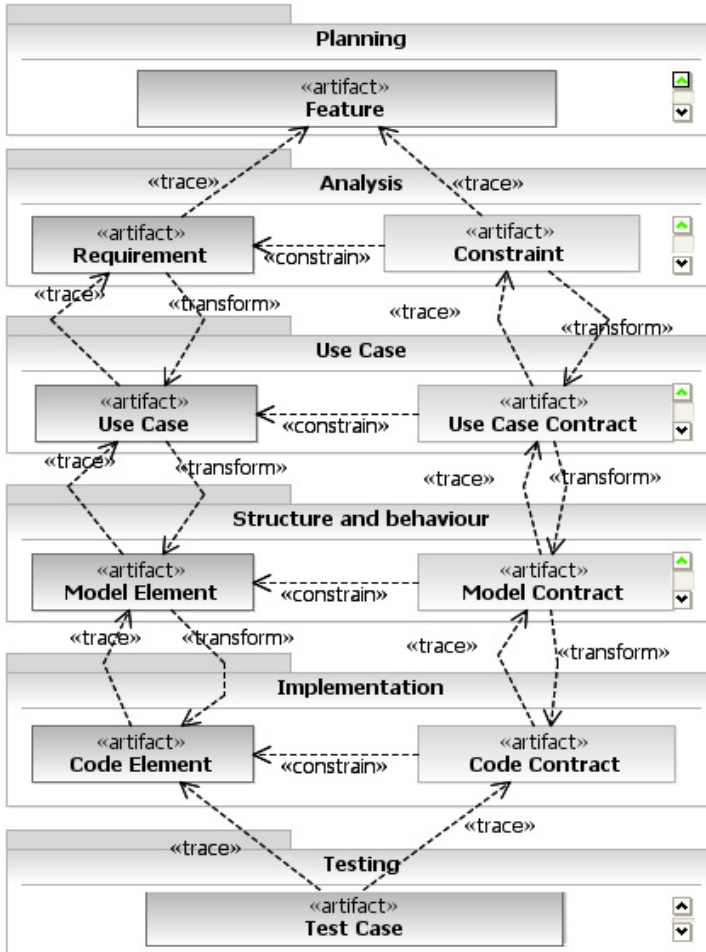 Planning
«artifact»
Feature
«trace»
Analysis
«trace»
«artifact»
Requirement
«constrain»
«artifact»
Constraint
«trace»
«transform»
«trace»
«transform»
Use Case
«artifact»
Use Case
«constrain»
«artifact»
Use Case Contract
«trace»
«transform»
«trace»
«transform»
Structure and behaviour
«artifact»
Model Element
«constrain»
«artifact»
Model Contract
«trace»
«transform»
«trace»
«transform»
Implementation
«artifact»
Code Element
«constrain»
«artifact»
Code Contract
«trace»
«trace»
Testing
«artifact»
Test Case